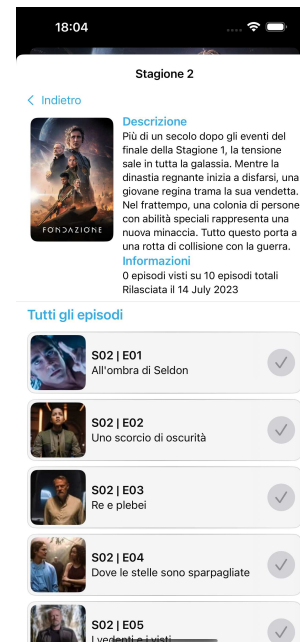 18:04
Stagione 2
Indietro
Descrizione
Più di un secolo dopo gli eventi del
finale della Stagione 1, la tensione
sale in tutta la galassia. Mentre la
dinastia regnante inizia a disfarsi, una
giovane regina trama la sua vendetta.
Nel frattempo, una colonia di persone
con abilità speciali rappresenta una
nuova minaccia. Tutto questo porta a
una rotta di collisione con la guerra.
FONDAZIONE
Informazioni
0 episodi visti su 10 episodi totali
Rilasciata il 14 July 2023
Tutti gli episodi
S02 | E01
All'ombra di Seldon
S02 | E02
Uno scorcio di oscurità
S02 | E03
Re e plebei
S02 | E04
Dove le stelle sono sparpagliate
S02 | E05
I vedenti e i visti